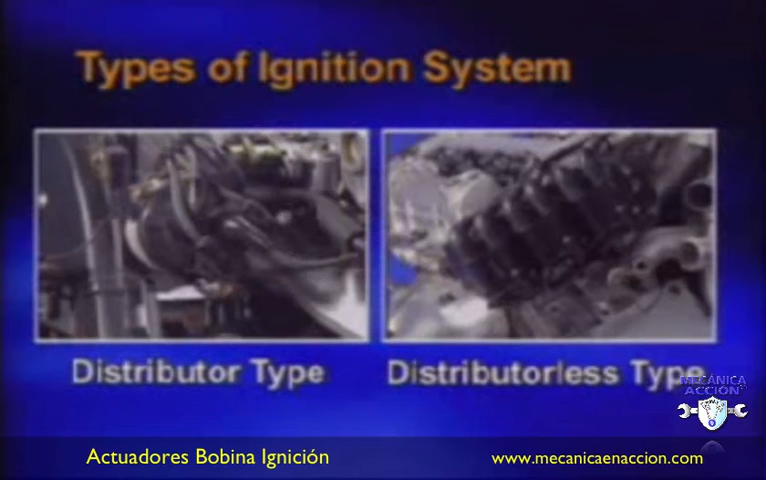 Types of Ignition System
Distributor Type
Distributorless Type
MECÁNICA
ACCIÓN
Actuadores Bobina Ignición
www.mecanicaenaccion.com